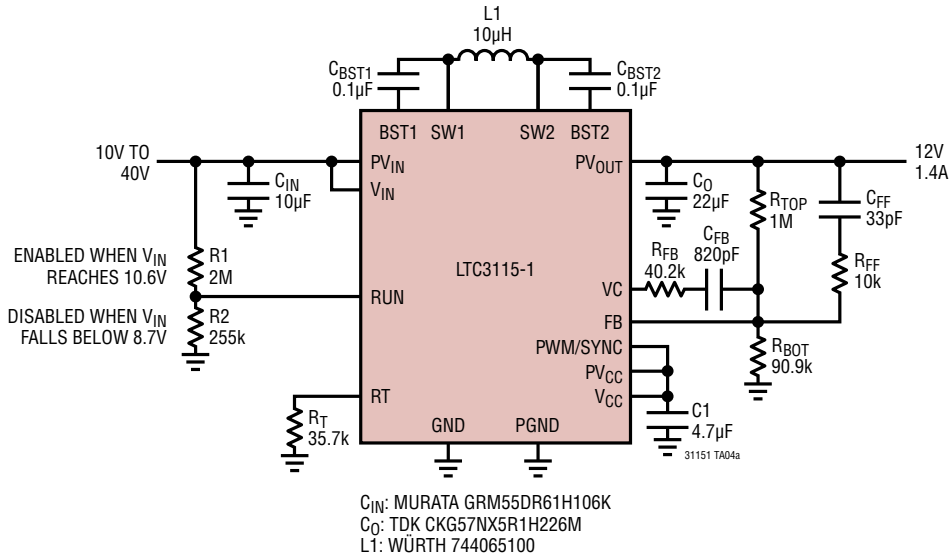 L1
10µH
C_BST1
0.1µF
C_BST2
0.1µF
BST1 SW1 SW2 BST2
10V TO
40V
PV_IN
V_IN
C_IN
10µF
PV_OUT
12V
1.4A
C_O
22µF
R_TOP
1M
C_FF
33pF
R_FB
40.2k
C_FB
820pF
R_FF
10k
ENABLED WHEN V_IN
REACHES 10.6V
R1
2M
LTC3115-1
RUN
VC
FB
DISABLED WHEN V_IN
FALLS BELOW 8.7V
R2
255k
PWM/SYNC
PV_CC
V_CC
R_BOT
90.9k
RT
R_T
35.7k
GND PGND
C1
4.7µF
31151 TA04a
C_IN: MURATA GRM55DR61H106K
C_O: TDK CKG57NX5R1H226M
L1: WÜRTH 744065100